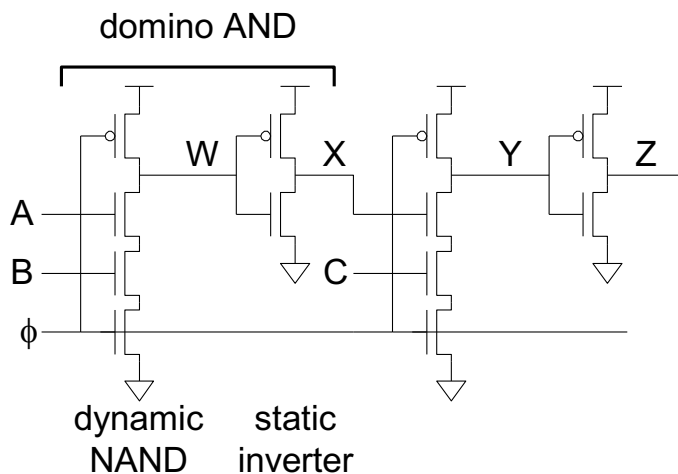 domino AND
W
X
Y
Z
A
B
C
ϕ
dynamic
NAND
static
inverter